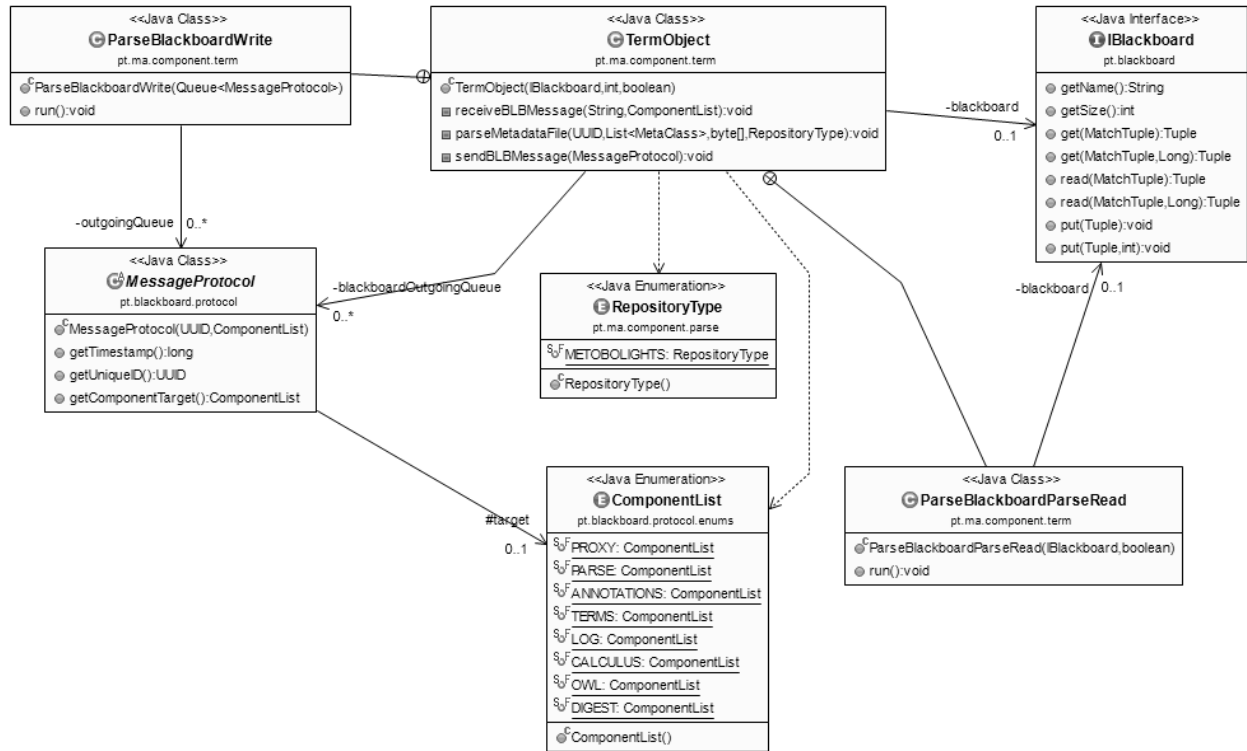 <<Java Class>>
ParseBlackboardWrite
pt.ma.component.term
ParseBlackboardWrite(Queue<MessageProtocol>)
run():void
<<Java Class>>
TermObject
pt.ma.component.term
TermObject(IBlackboard,int,boolean)
receiveBLBMessage(String,ComponentList):void
parseMetadataFile(UUID,List<MetaClass>,byte[],RepositoryType):void
sendBLBMessage(MessageProtocol):void
<<Java Interface>>
IBlackboard
pt.blackboard
getName():String
getSize():int
get(MatchTuple):Tuple
get(MatchTuple,Long):Tuple
read(MatchTuple):Tuple
read(MatchTuple,Long):Tuple
put(Tuple):void
put(Tuple,int):void
-blackboard
0..1
-outgoingQueue
0..*
<<Java Class>>
MessageProtocol
pt.blackboard.protocol
MessageProtocol(UUID,ComponentList)
getTimestamp():long
getUniqueID():UUID
getComponentTarget():ComponentList
-blackboardOutgoingQueue
0..*
<<Java Enumeration>>
RepositoryType
pt.ma.component.parse
METOBOLIGHTS: RepositoryType
RepositoryType()
-blackboard
0..1
#target
0..1
<<Java Enumeration>>
ComponentList
pt.blackboard.protocol.enums
PROXY: ComponentList
PARSE: ComponentList
ANNOTATIONS: ComponentList
TERMS: ComponentList
LOG: ComponentList
CALCULUS: ComponentList
OWL: ComponentList
DIGEST: ComponentList
ComponentList()
<<Java Class>>
ParseBlackboardParseRead
pt.ma.component.term
ParseBlackboardParseRead(IBlackboard,boolean)
run():void